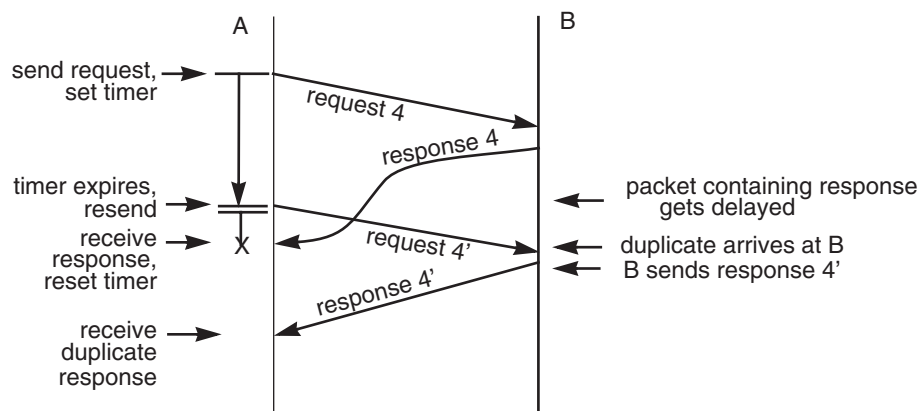 A
B
send request,
set timer
request 4
response 4
timer expires,
resend
packet containing response
gets delayed
receive
response,
reset timer
X
request 4'
duplicate arrives at B
B sends response 4'
response 4'
receive
duplicate
response